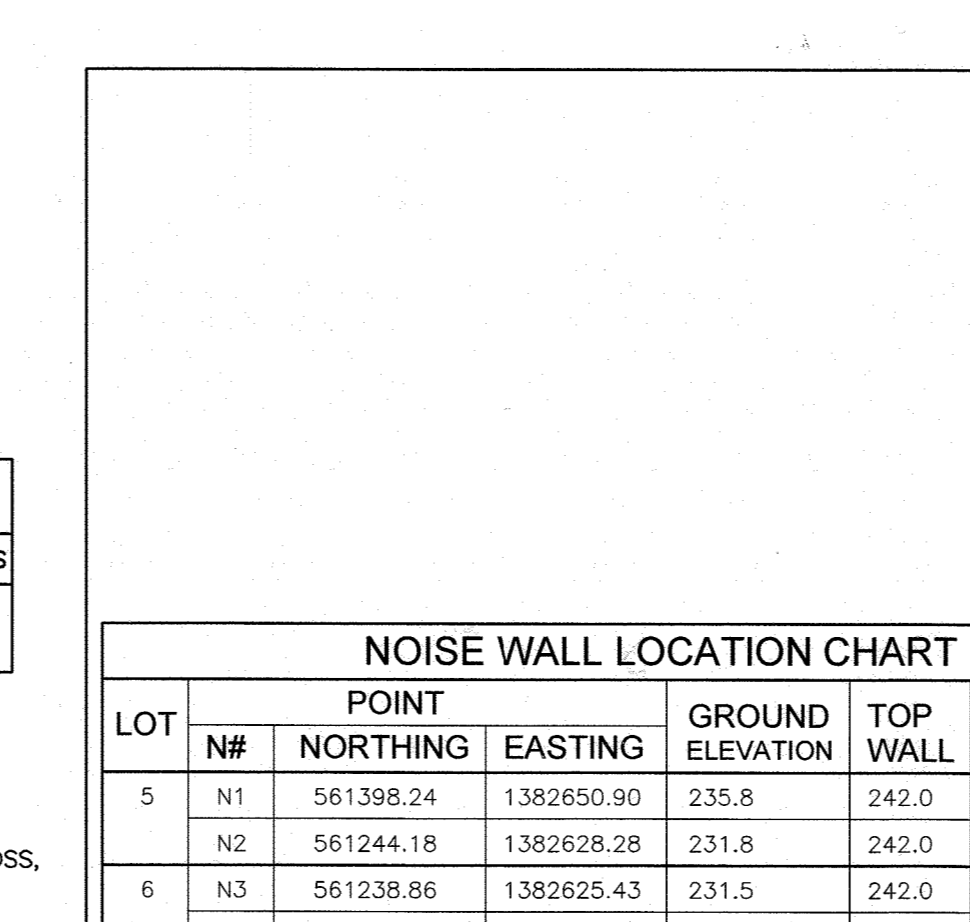 S
OSS,
NOISE WALL LOCATION CHART
LOT POINT GROUND ELEVATION TOP WALL
N# NORTHING EASTING
5 N1 561398.24 1382650.90 235.8 242.0
N2 561244.18 1382628.28 231.8 242.0
6 N3 561238.86 1382625.43 231.5 242.0